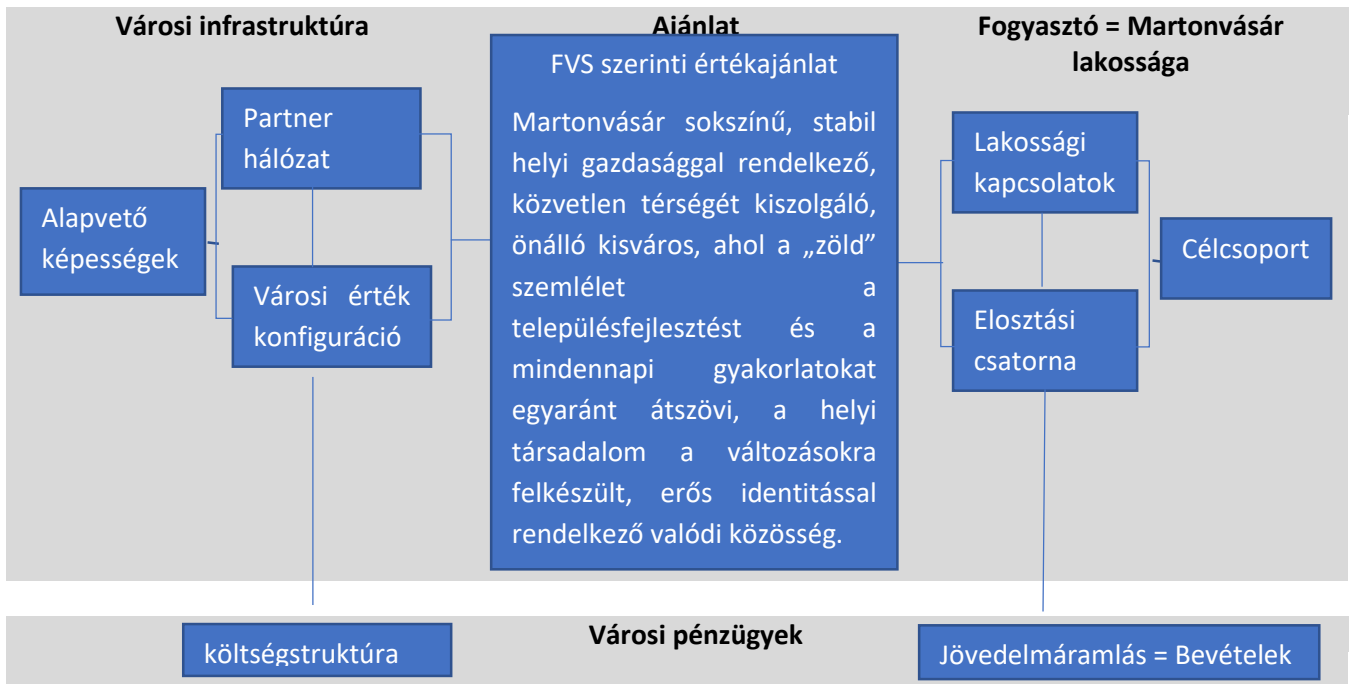 Városi infrastruktúra
Ajánlat
Fogyasztó = Martonvásár
lakossága
Alapvető
képességek
Partner
hálózat
Városi érték
konfiguráció
FVS szerinti értékajánlat
Martonvásár sokszínű, stabil
helyi gazdasággal rendelkező,
közvetlen térségét kiszolgáló,
önálló kisváros, ahol a „zöld”
szemlélet a
településfejlesztést és a
mindennapi gyakorlatokat
egyaránt átszövi, a helyi
társadalom a változásokra
felkészült, erős identitással
rendelkező valódi közösség.
Lakossági
kapcsolatok
Elosztási
csatorna
Célcsoport
Városi pénzügyek
költségstruktúra
Jövedelmáramlás = Bevételek